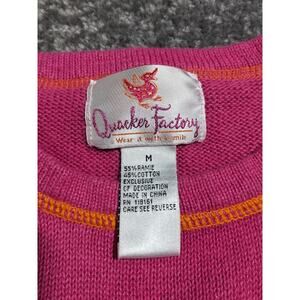 Quacker Factory
Wear it with a smile
M
55%RAMIE
45%COTTON
EXCLUSIVE
OF DECORATION
MADE IN CHINA
RN 118161
CARE SEE REVERSE